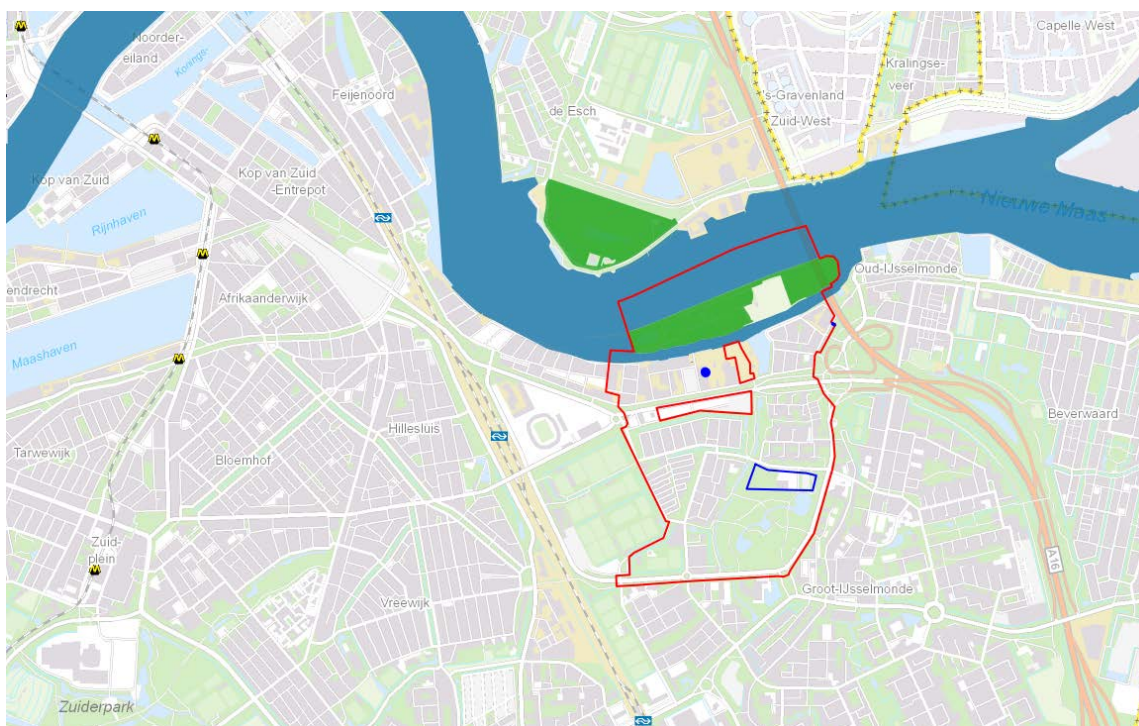 Noorder-
eiland
Konings-
Capelle West
Feijenoord
Kralingse-
veer
's-Gravenland
Zuid-West
de Esch
Kop van Zuid
Kop van Zuid
-Entrepot
Nieuwe Maas
Rijnhaven
Oud-IJsselmonde
endrecht
Afrikaanderwijk
Maashaven
Beverwaard
Hillesluis
Tarwewijk
Bloemhof
Zuid-
plein
A16
Groot-IJsselmonde
Vreewijk
Zuiderpark